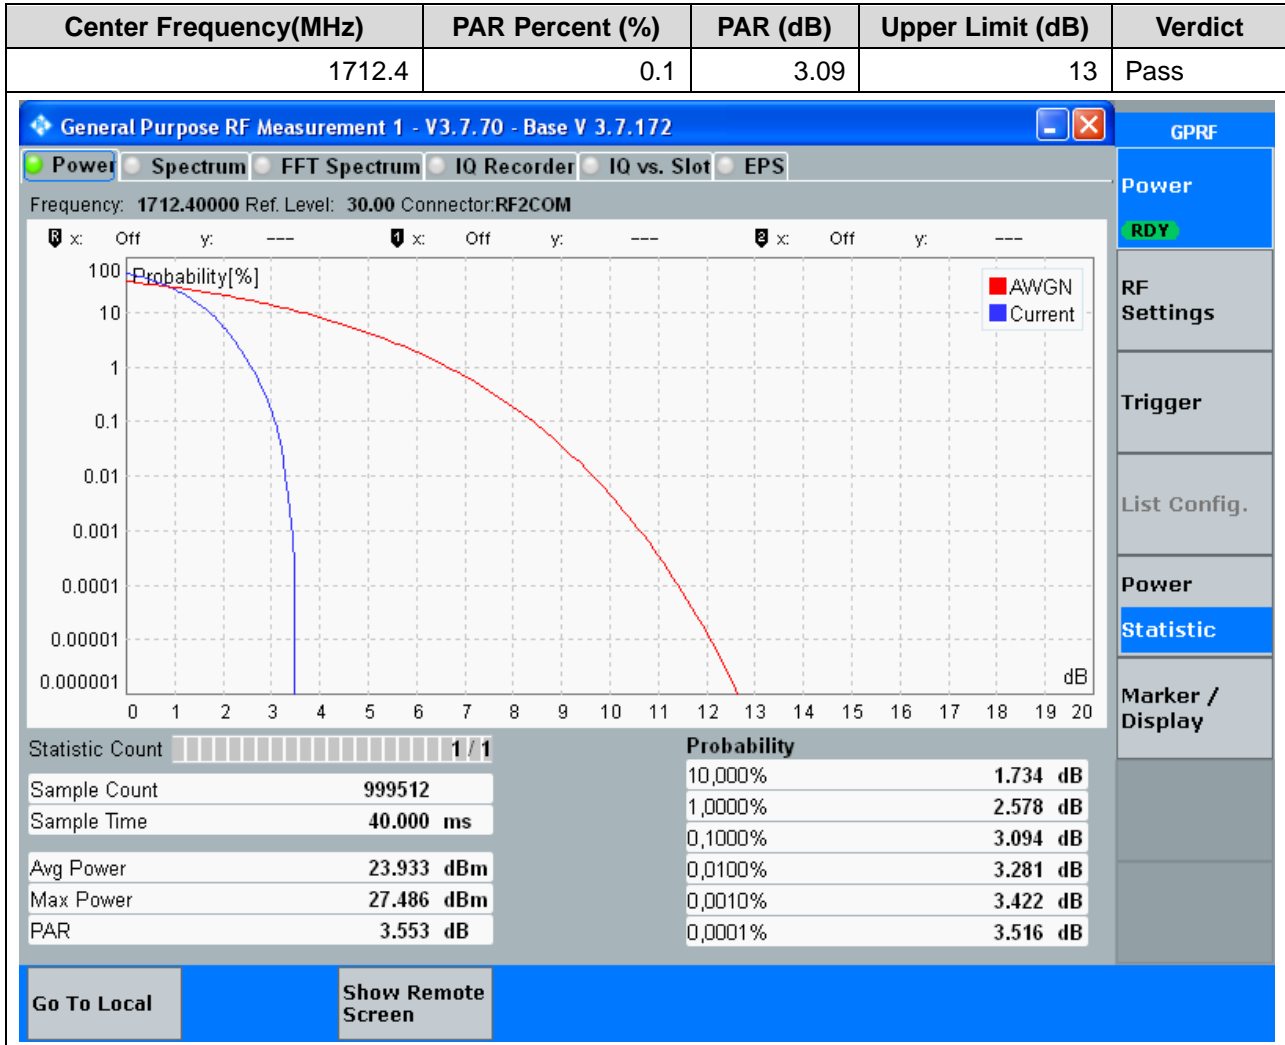 Center Frequency(MHz) PAR Percent (%) PAR (dB) Upper Limit (dB) Verdict
1712.4 0.1 3.09 13 Pass
General Purpose RF Measurement 1 - V3.7.70 - Base V 3.7.172
GPRF
Power Spectrum FFT Spectrum IQ Recorder IQ vs. Slot EPS
Frequency: 1712.40000 Ref. Level: 30.00 Connector:RF2COM
R x: Off y: --- 1 x: Off y: --- 2 x: Off y: ---
Probability[%]
AWGN
Current
100
10
1
0.1
0.01
0.001
0.0001
0.00001
0.000001
dB
0 1 2 3 4 5 6 7 8 9 10 11 12 13 14 15 16 17 18 19 20
Statistic Count 1 / 1
Sample Count 999512
Sample Time 40.000 ms
Avg Power 23.933 dBm
Max Power 27.486 dBm
PAR 3.553 dB
Probability
10,000% 1.734 dB
1,0000% 2.578 dB
0,1000% 3.094 dB
0,0100% 3.281 dB
0,0010% 3.422 dB
0,0001% 3.516 dB
Power
RDY
RF
Settings
Trigger
List Config.
Power
Statistic
Marker /
Display
Go To Local
Show Remote
Screen